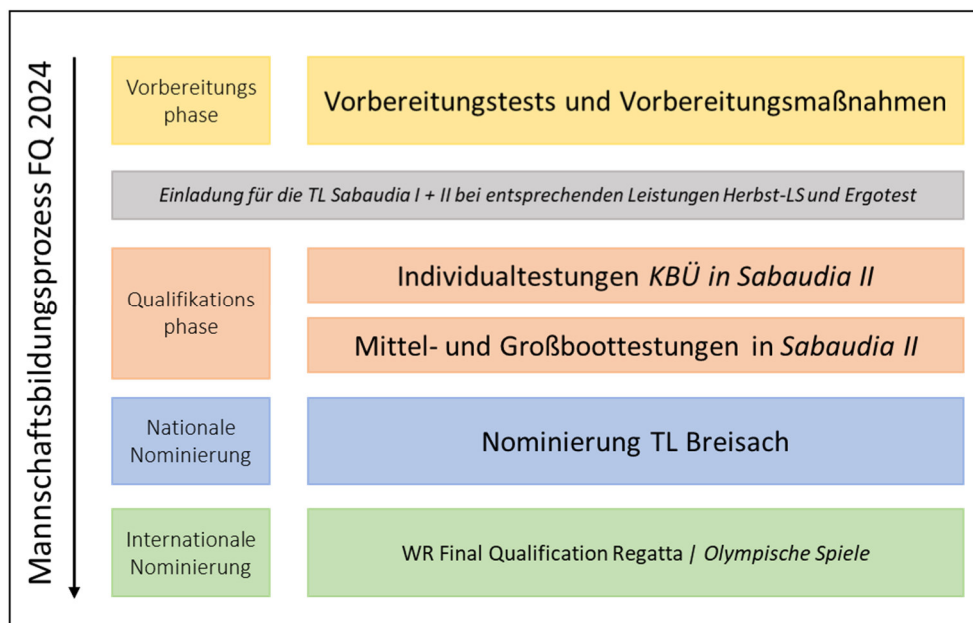 Mannschaftsbildungsprozess FQ 2024
Vorbereitungs
phase
Vorbereitungstests und Vorbereitungsmaßnahmen
Einladung für die TL Sabaudia I + II bei entsprechenden Leistungen Herbst-LS und Ergotest
Qualifikations
phase
Individualtestungen KBÜ in Sabaudia II
Mittel- und Großboottestungen in Sabaudia II
Nationale
Nominierung
Nominierung TL Breisach
Internationale
Nominierung
WR Final Qualification Regatta / Olympische Spiele